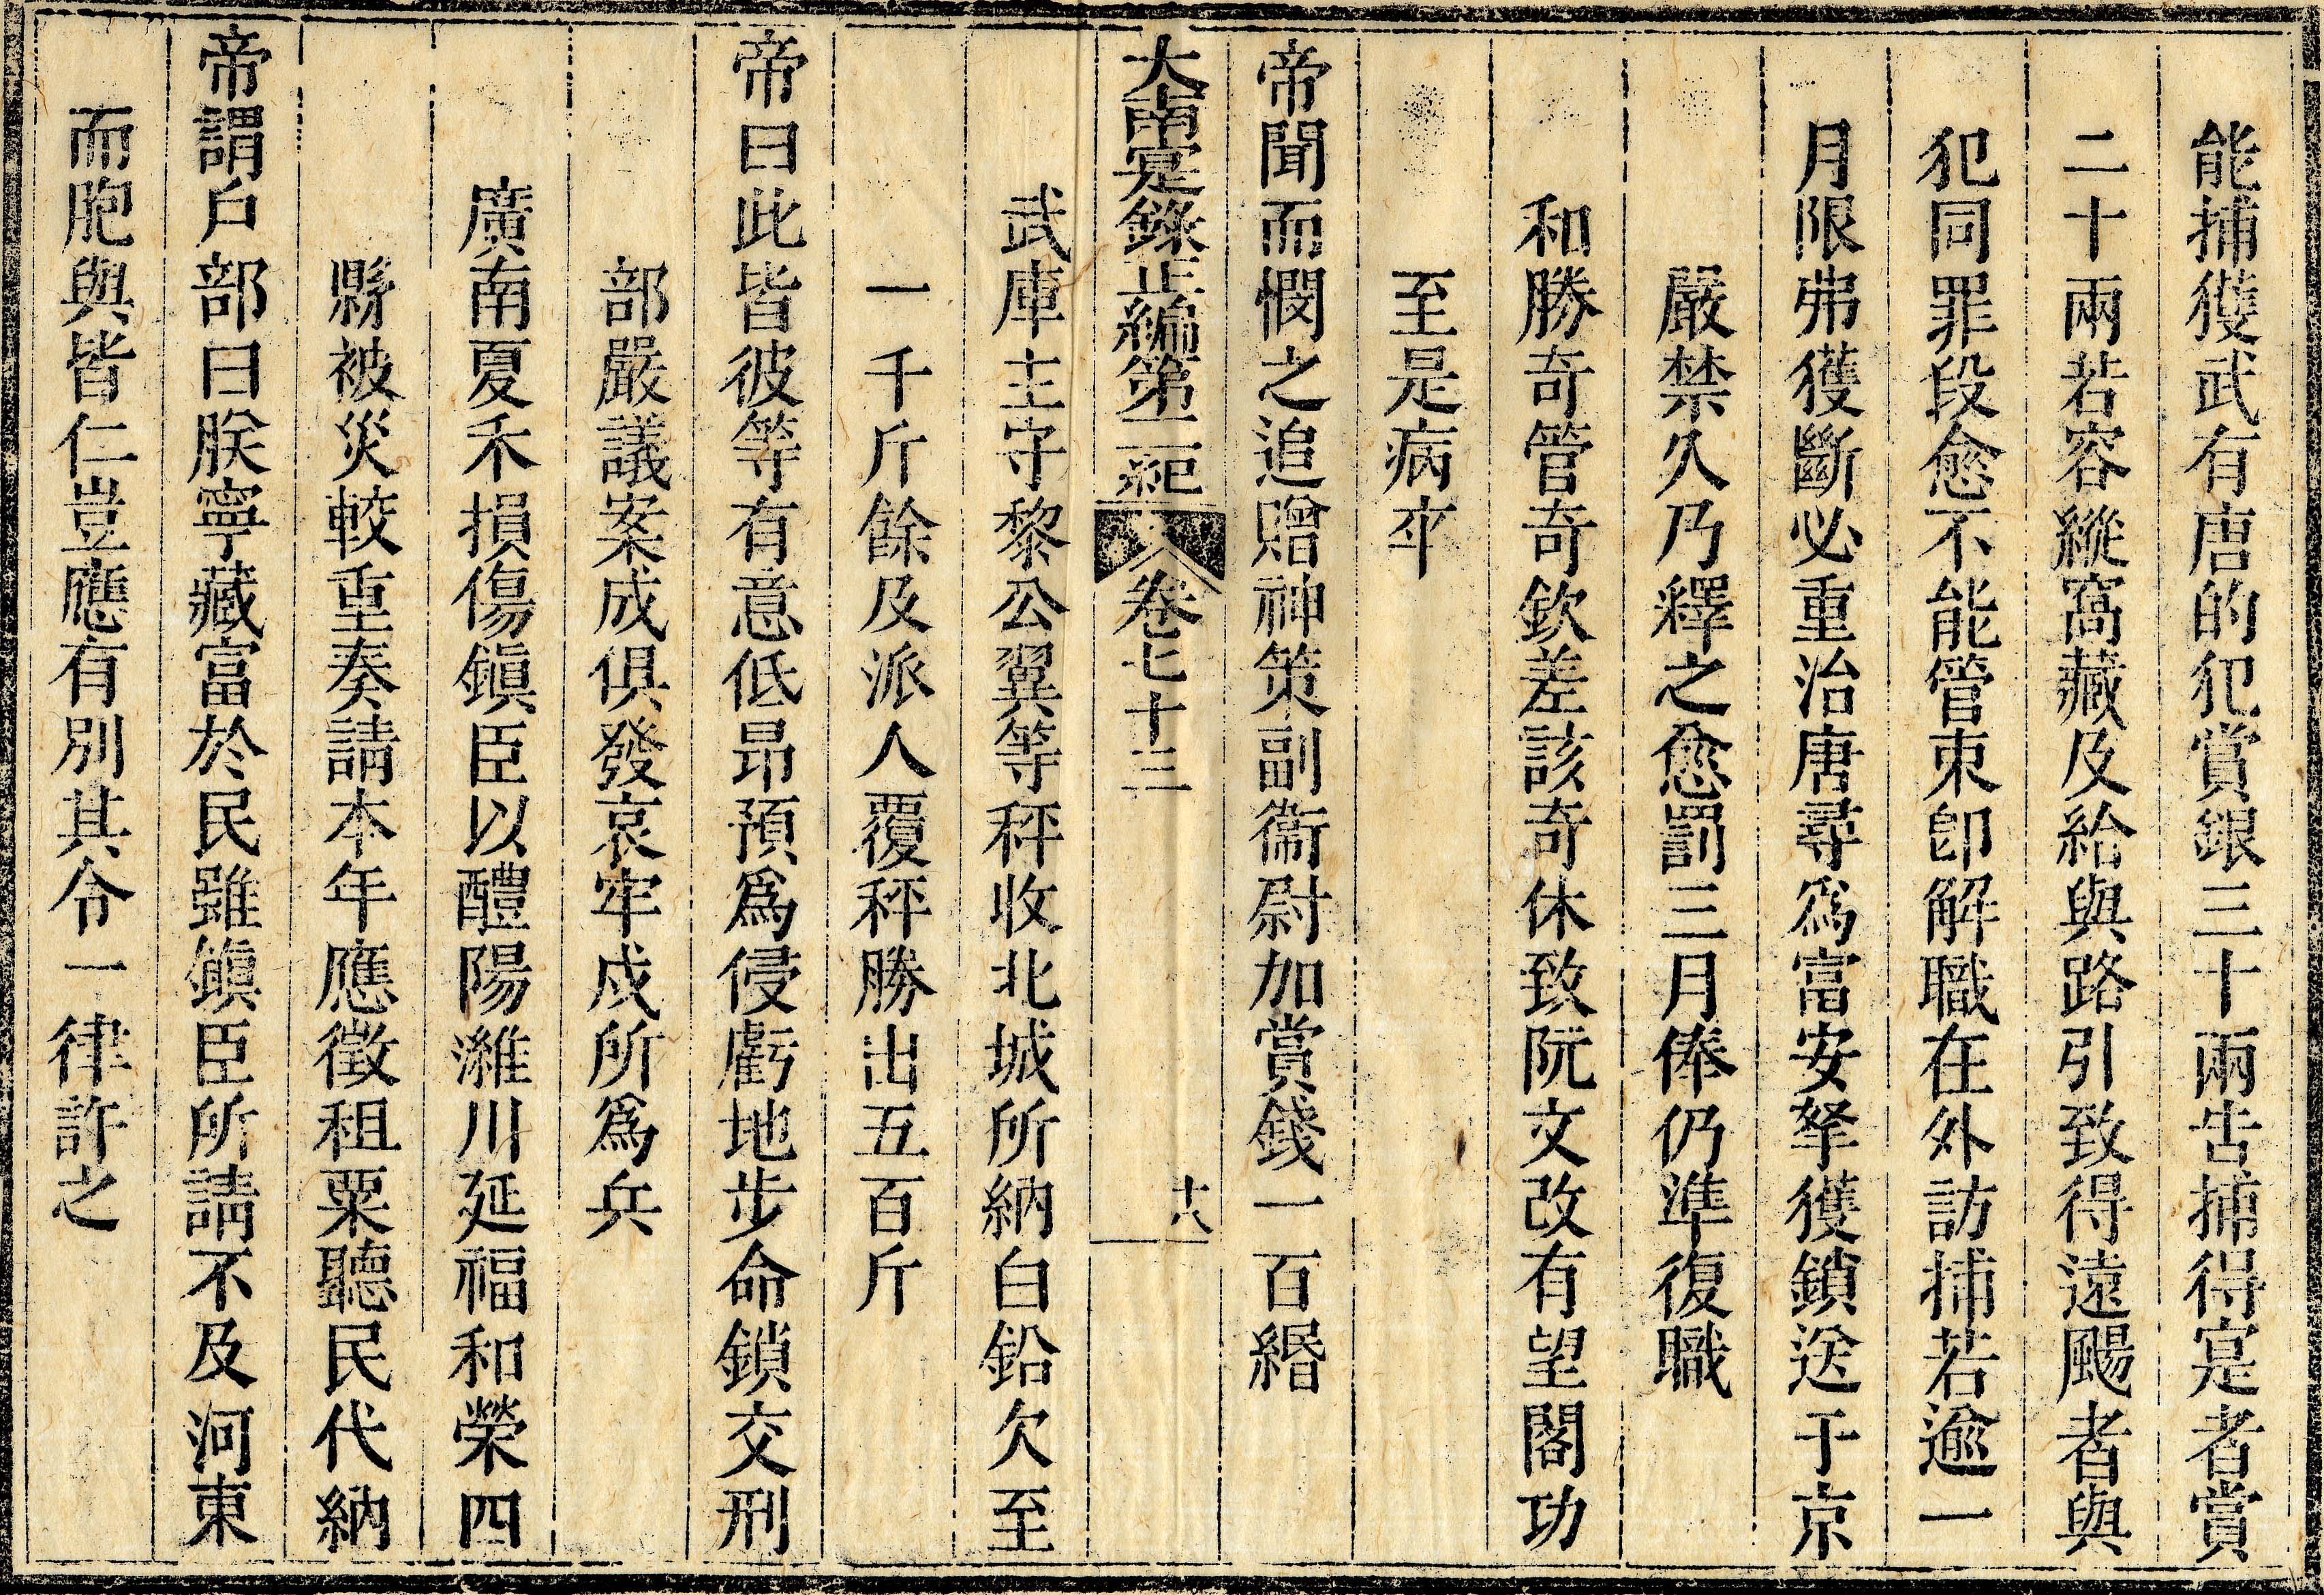 能捕獲武有唐的犯賞銀三十兩告捕得寔者賞
二十兩若容縱窩藏及給與路引致得遠颺者與
犯同罪段愈不能管束卽解職在外訪捕若逾一
月限弗獲斷必重治唐尋爲富安拏獲鎖送于京
嚴禁久乃釋之愈罰三月俸仍準復職
和勝奇管奇欽差該奇休致阮文改有望閣功
至是病卒
帝聞而憫之追贈神策副衞尉加賞錢一百緡
大南寔錄正編第二紀 卷七十三 十八
武庫主守黎公翼等秤收北城所納白鉛欠至
一千斤餘及派人覆秤勝出五百斤
帝曰此皆彼等有意低昂預爲侵虧地步命鎖交刑
部嚴議案成俱發哀牢戍所爲兵
廣南夏禾損傷鎭臣以醴陽濰川延福和榮四
縣被災較重奏請本年應徵租粟聽民代納
帝謂戶部曰朕寧藏富於民雖鎭臣所請不及河東
而胞與皆仁豈應有別其令一律許之